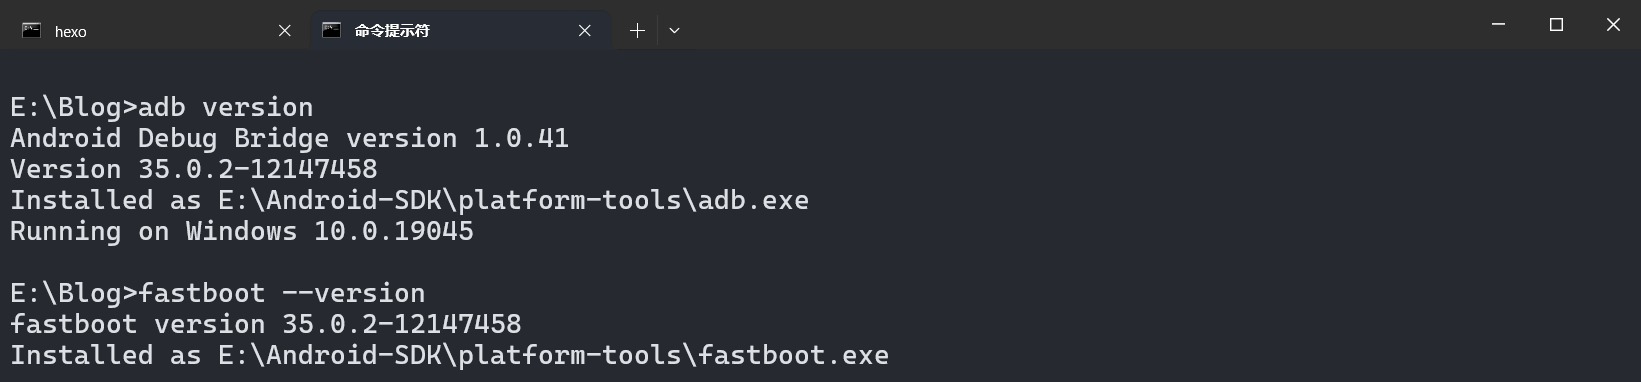 hexo
命令提示符
E:\Blog>adb version
Android Debug Bridge version 1.0.41
Version 35.0.2-12147458
Installed as E:\Android-SDK\platform-tools\adb.exe
Running on Windows 10.0.19045
E:\Blog>fastboot --version
fastboot version 35.0.2-12147458
Installed as E:\Android-SDK\platform-tools\fastboot.exe